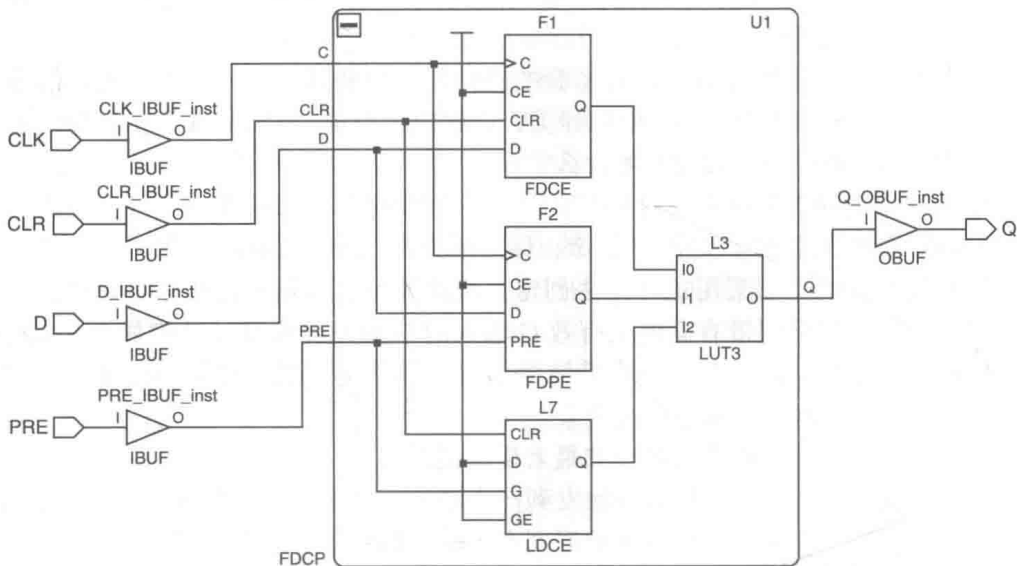 F1
U1
C
C
CE
CLR
D
Q
FDCE
CLR
D
CLK_IBUF_inst
CLK
I
O
IBUF
CLR_IBUF_inst
CLR
I
O
IBUF
D_IBUF_inst
D
I
O
IBUF
PRE_IBUF_inst
PRE
I
O
IBUF
PRE
F2
C
CE
D
PRE
Q
FDPE
L7
CLR
D
G
GE
Q
LDCE
L3
I0
I1
I2
O
LUT3
Q
Q_OBUF_inst
I
O
OBUF
Q
FDCP